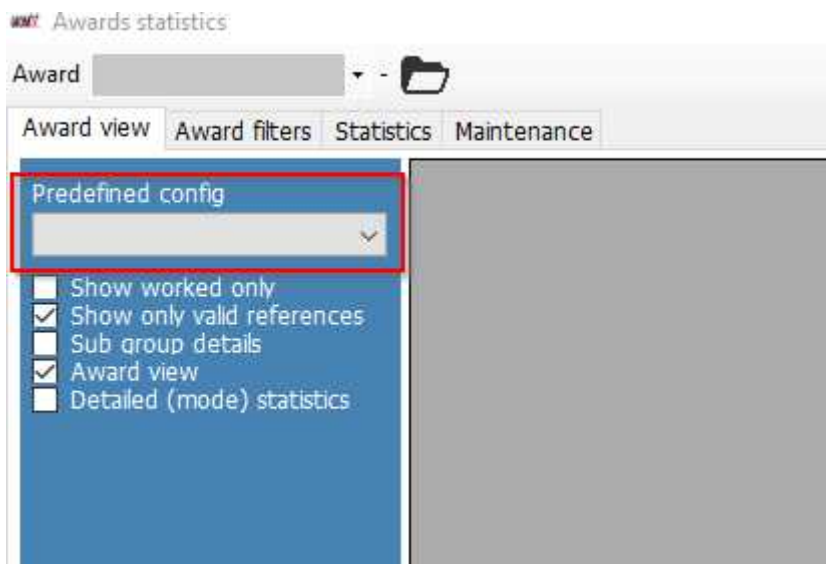 Awards statistics
Award -
Award view Award filters Statistics Maintenance
Predefined config
Show worked only
Show only valid references
Sub group details
Award view
Detailed (mode) statistics